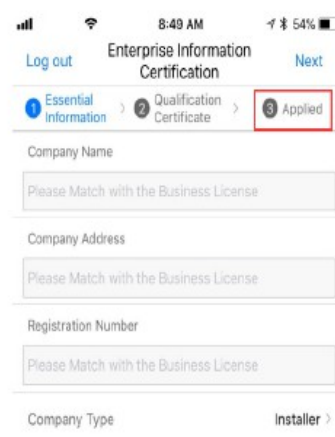 8:49 AM
54%
Log out
Enterprise Information
Certification
Next
1 Essential
Information
2 Qualification
Certificate
3 Applied
Company Name
Please Match with the Business License
Company Address
Please Match with the Business License
Registration Number
Please Match with the Business License
Company Type
Installer